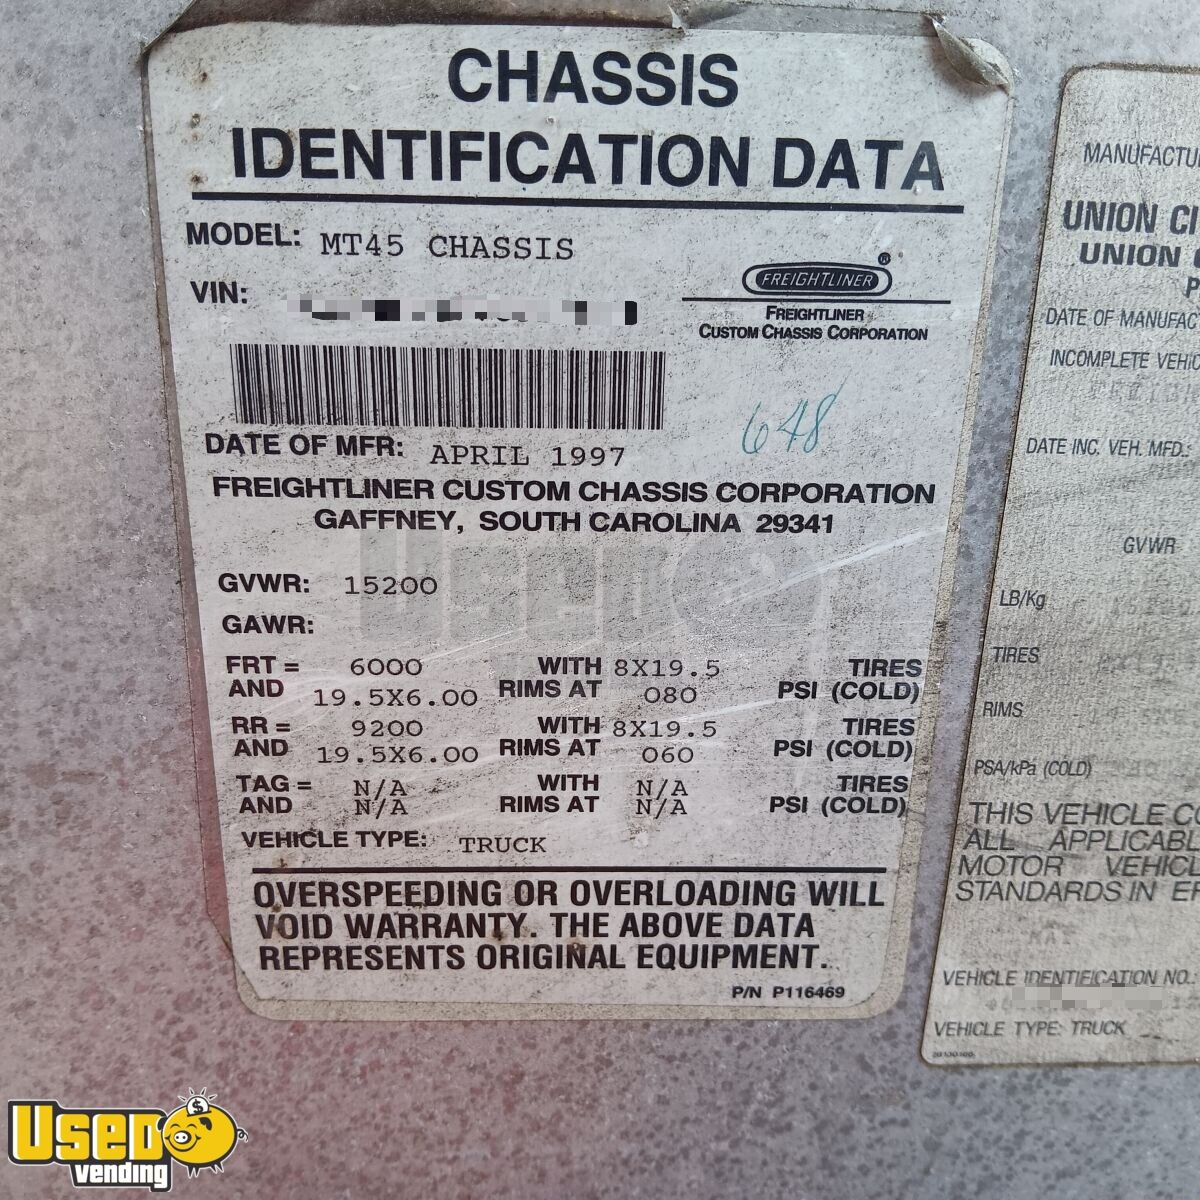 CHASSIS
IDENTIFICATION DATA
MODEL: MT45 CHASSIS
VIN:
FREIGHTLINER ®
FREIGHTLINER
CUSTOM CHASSIS CORPORATION
648
DATE OF MFR: APRIL 1997
FREIGHTLINER CUSTOM CHASSIS CORPORATION
GAFFNEY, SOUTH CAROLINA 29341
GVWR: 15200
GAWR:
FRT = 6000 WITH 8X19.5 TIRES
AND 19.5X6.00 RIMS AT 080 PSI (COLD)
RR = 9200 WITH 8X19.5 TIRES
AND 19.5X6.00 RIMS AT 060 PSI (COLD)
TAG = N/A WITH N/A TIRES
AND N/A RIMS AT N/A PSI (COLD)
VEHICLE TYPE: TRUCK
OVERSPEEDING OR OVERLOADING WILL
VOID WARRANTY. THE ABOVE DATA
REPRESENTS ORIGINAL EQUIPMENT.
P/N P116469
MANUFACTU
UNION CI
UNION
P
DATE OF MANUFAC
INCOMPLETE VEHIC
DATE INC. VEH. MFD.:
GVWR
LB/Kg
TIRES
RIMS
PSA/kPa (COLD)
THIS VEHICLE CO
ALL APPLICABL
MOTOR VEHICL
STANDARDS IN EF
VEHICLE IDENTIFICATION NO.
VEHICLE TYPE: TRUCK
USED
USED
vending